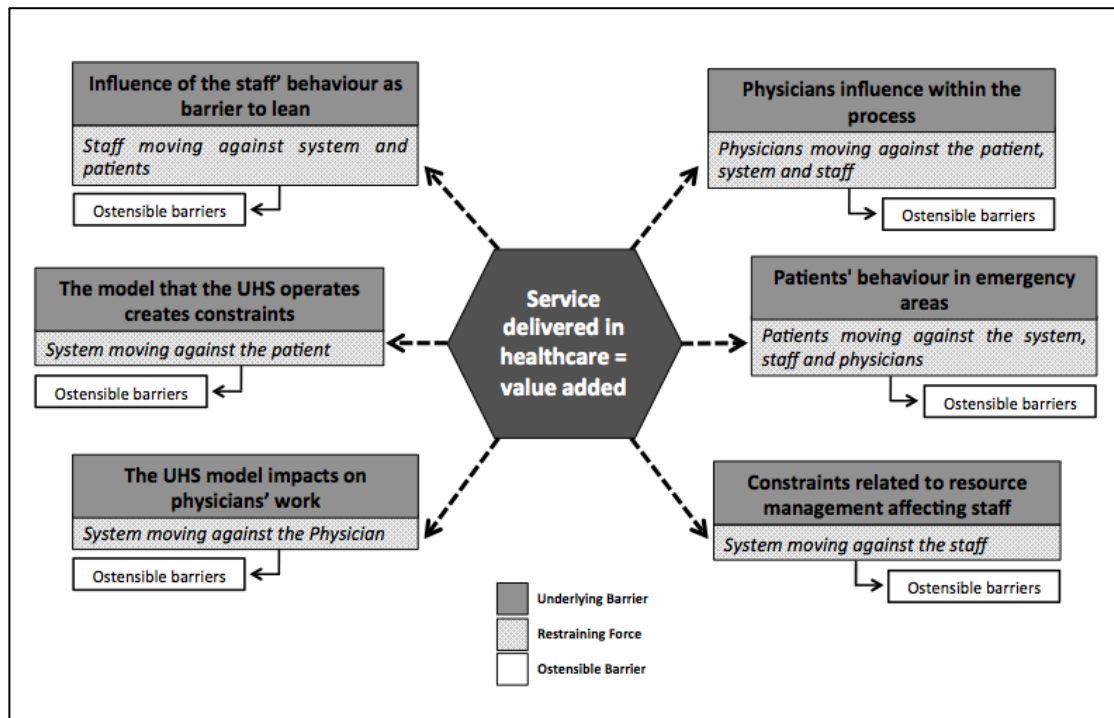 Influence of the staff' behaviour as
barrier to lean
Staff moving against system and
patients
Ostensible barriers
Physicians influence within the
process
Physicians moving against the patient,
system and staff
Ostensible barriers
The model that the UHS operates
creates constraints
System moving against the patient
Ostensible barriers
Service
delivered in
healthcare =
value added
Patients' behaviour in emergency
areas
Patients moving against the system,
staff and physicians
Ostensible barriers
The UHS model impacts on
physicians' work
System moving against the Physician
Ostensible barriers
Constraints related to resource
management affecting staff
System moving against the staff
Ostensible barriers
Underlying Barrier
Restraining Force
Ostensible Barrier